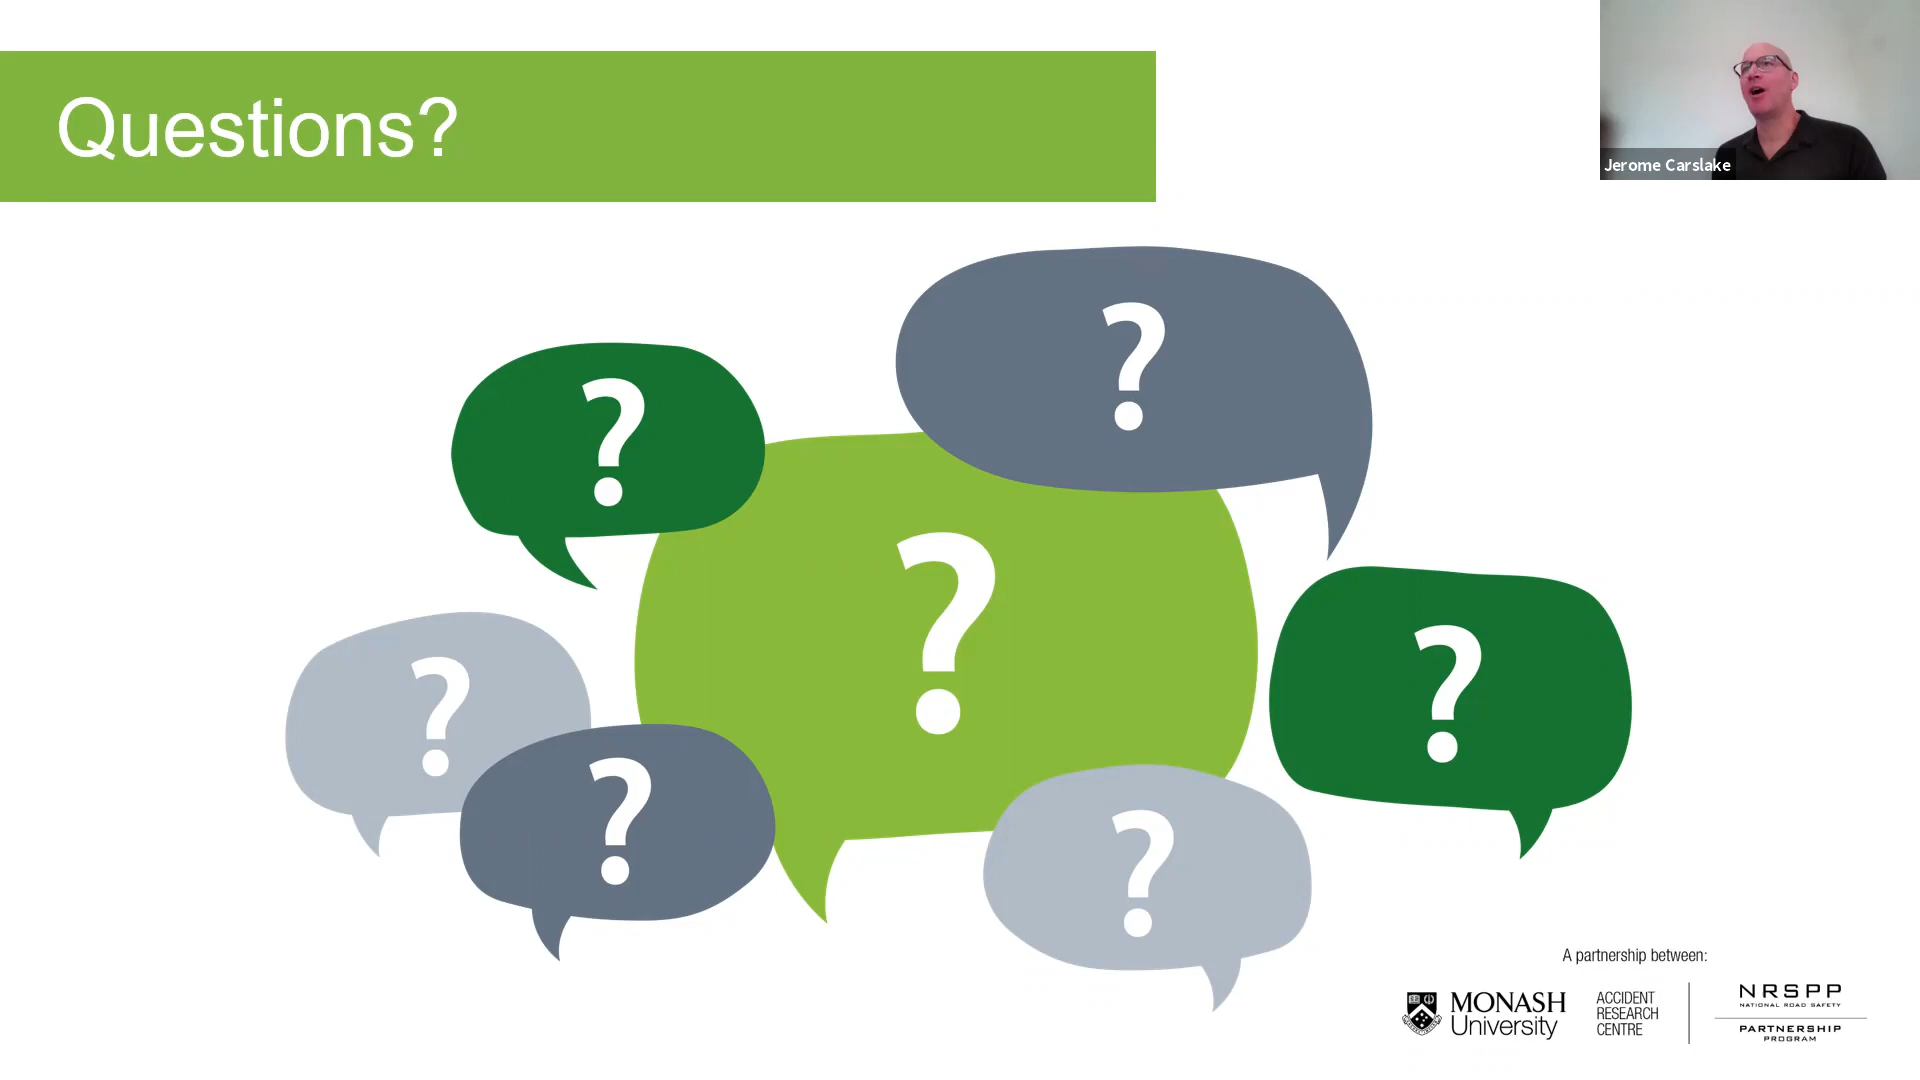 Questions?
Jerome Carslake
?
?
?
?
?
?
?
A partnership between:
MONASH
University
ACCIDENT
RESEARCH
CENTRE
NRSPP
NATIONAL ROAD SAFETY
PARTNERSHIP
PROGRAM